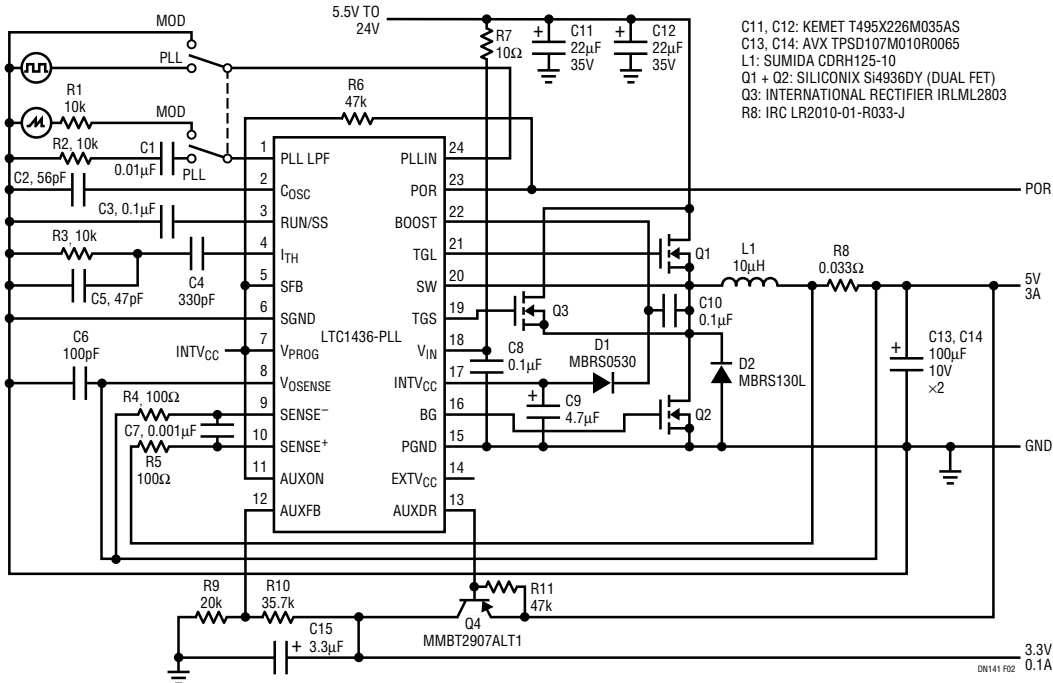 MOD
PLL
R1
10k
MOD
R2, 10k
C1
0.01µF
PLL
C2, 56pF
C3, 0.1µF
R3, 10k
C4
330pF
C5, 47pF
INTVCC
C6
100pF
R4, 100Ω
C7, 0.001µF
R5
100Ω
5.5V TO
24V
R7
10Ω
C11
22µF
35V
C12
22µF
35V
+
+
R6
47k
C11, C12: KEMET T495X226M035AS
C13, C14: AVX TPSD107M010R0065
L1: SUMIDA CDRH125-10
Q1 + Q2: SILICONIX Si4936DY (DUAL FET)
Q3: INTERNATIONAL RECTIFIER IRLML2803
R8: IRC LR2010-01-R033-J
1 PLL LPF
2 COSC
3 RUN/SS
4 ITH
5 SFB
6 SGND
7 VPROG
8 VOSENSE
9 SENSE–
10 SENSE+
11 AUXON
12 AUXFB
LTC1436-PLL
PLLIN 24
POR 23
BOOST 22
TGL 21
SW 20
TGS 19
VIN 18
INTVCC 17
BG 16
PGND 15
EXTVCC 14
AUXDR 13
POR
Q1
L1
10µH
R8
0.033Ω
5V
3A
Q3
C10
0.1µF
C8
0.1µF
D1
MBRS0530
D2
MBRS130L
+
C13, C14
100µF
10V
×2
+
C9
4.7µF
Q2
GND
R9
20k
R10
35.7k
R11
47k
Q4
MMBT2907ALT1
C15
+ 3.3µF
3.3V
0.1A
DN141 F02